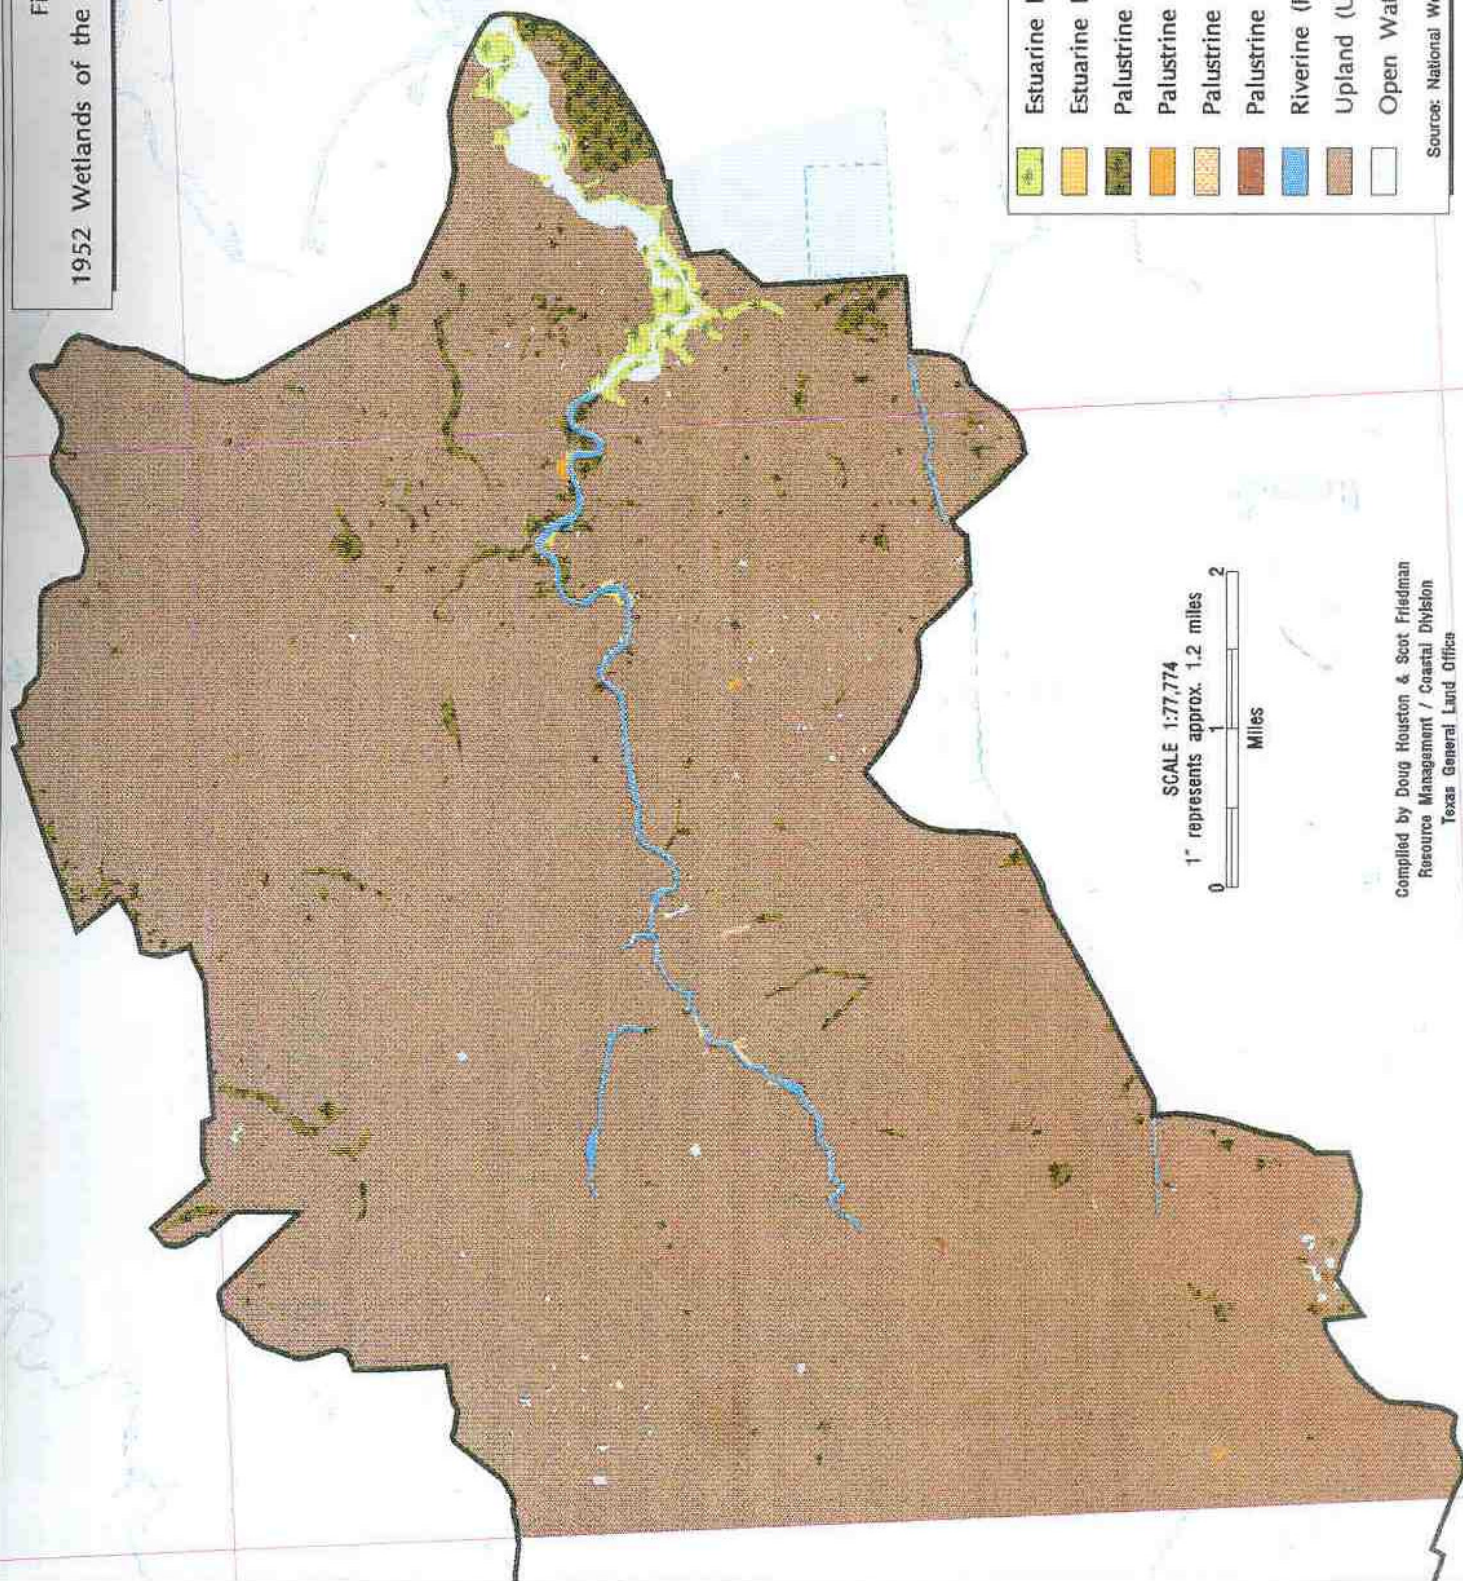 1952 Wetlands of the
Estuarine
Estuarine
Palustrine
Palustrine
Palustrine
Palustrine
Riverine
Upland
Open
Source: National
SCALE 1:77,774
1" represents approx. 1.2 miles
0 1 2
Miles
Compiled by Doug Houston & Scot Friedman
Resource Management / Coastal Division
Texas General Land Office